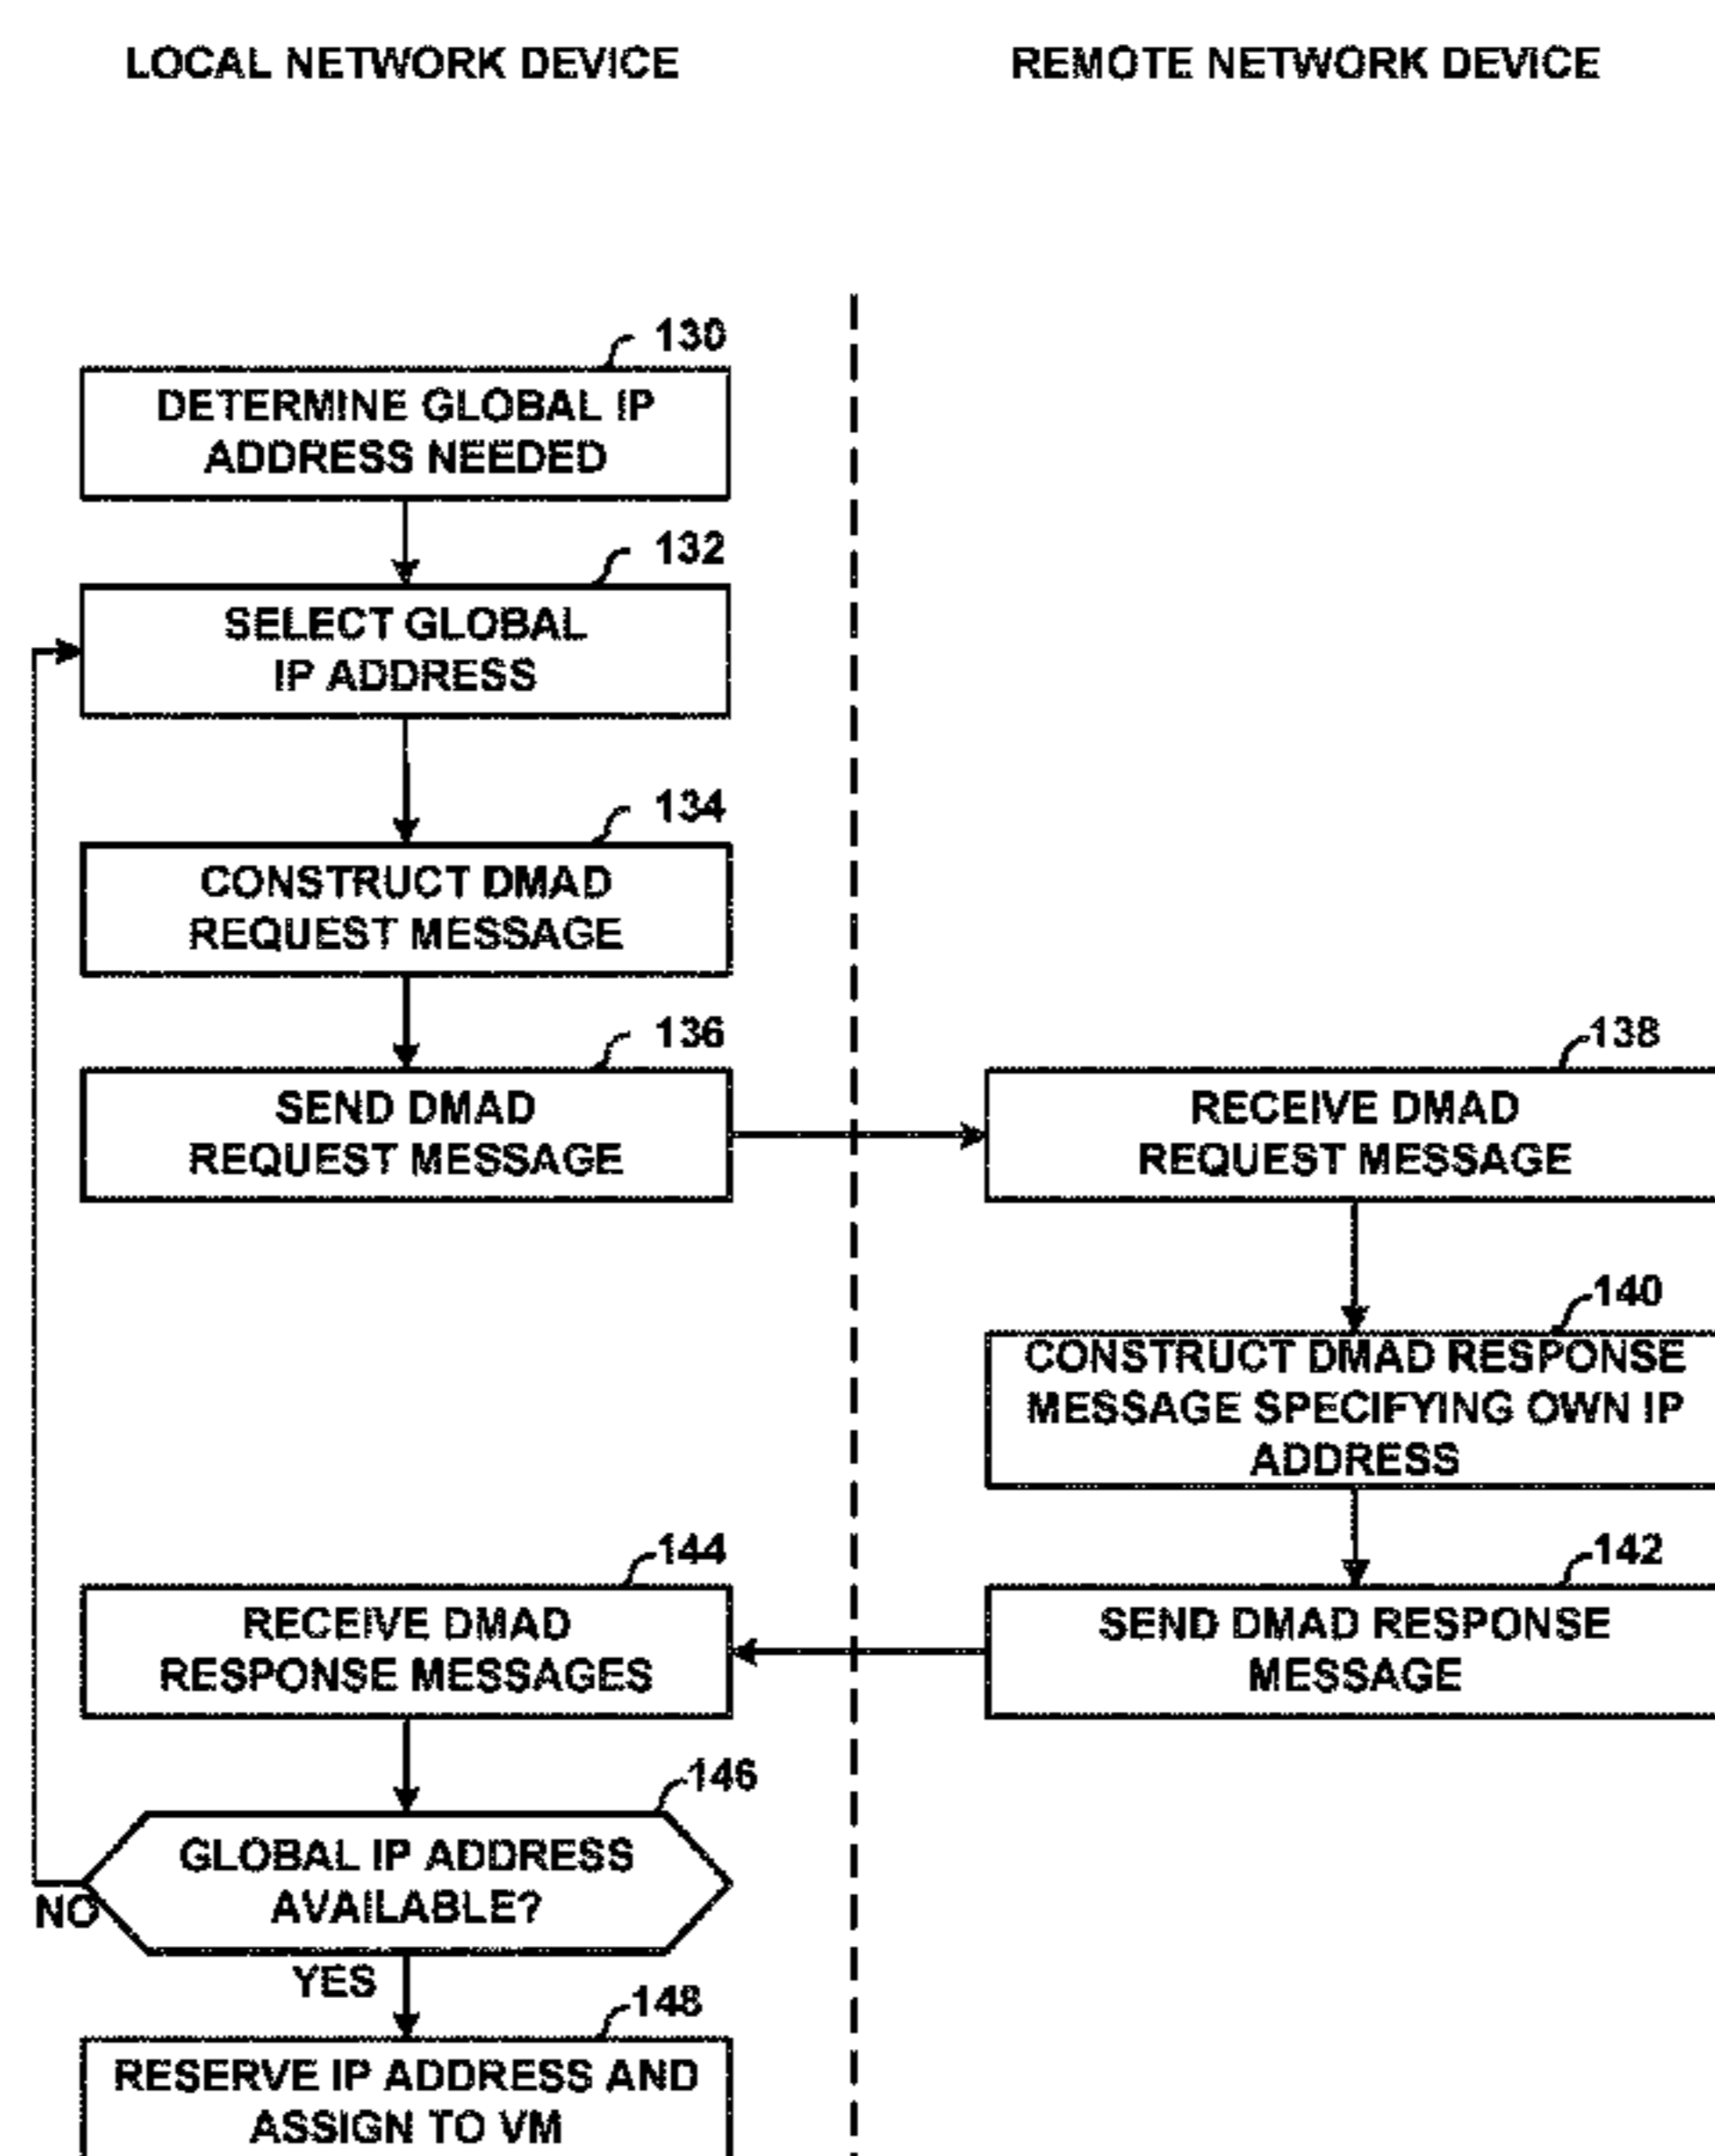 LOCAL NETWORK DEVICE
REMOTE NETWORK DEVICE
130
DETERMINE GLOBAL IP
ADDRESS NEEDED
132
SELECT GLOBAL
IP ADDRESS
134
CONSTRUCT DMAD
REQUEST MESSAGE
136
SEND DMAD
REQUEST MESSAGE
138
RECEIVE DMAD
REQUEST MESSAGE
140
CONSTRUCT DMAD RESPONSE
MESSAGE SPECIFYING OWN IP
ADDRESS
142
SEND DMAD RESPONSE
MESSAGE
144
RECEIVE DMAD
RESPONSE MESSAGES
146
GLOBAL IP ADDRESS
AVAILABLE?
NO
YES
148
RESERVE IP ADDRESS AND
ASSIGN TO VM